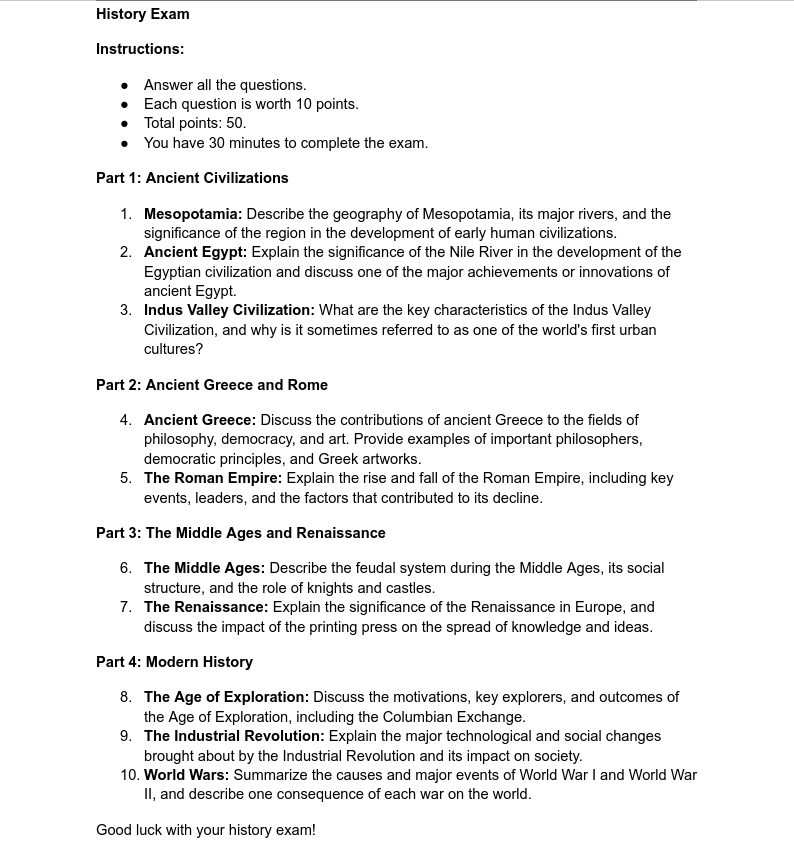 History Exam
Instructions:
● Answer all the questions.
● Each question is worth 10 points.
● Total points: 50.
● You have 30 minutes to complete the exam.
Part 1: Ancient Civilizations
1. Mesopotamia: Describe the geography of Mesopotamia, its major rivers, and the
significance of the region in the development of early human civilizations.
2. Ancient Egypt: Explain the significance of the Nile River in the development of the
Egyptian civilization and discuss one of the major achievements or innovations of
ancient Egypt.
3. Indus Valley Civilization: What are the key characteristics of the Indus Valley
Civilization, and why is it sometimes referred to as one of the world's first urban
cultures?
Part 2: Ancient Greece and Rome
4. Ancient Greece: Discuss the contributions of ancient Greece to the fields of
philosophy, democracy, and art. Provide examples of important philosophers,
democratic principles, and Greek artworks.
5. The Roman Empire: Explain the rise and fall of the Roman Empire, including key
events, leaders, and the factors that contributed to its decline.
Part 3: The Middle Ages and Renaissance
6. The Middle Ages: Describe the feudal system during the Middle Ages, its social
structure, and the role of knights and castles.
7. The Renaissance: Explain the significance of the Renaissance in Europe, and
discuss the impact of the printing press on the spread of knowledge and ideas.
Part 4: Modern History
8. The Age of Exploration: Discuss the motivations, key explorers, and outcomes of
the Age of Exploration, including the Columbian Exchange.
9. The Industrial Revolution: Explain the major technological and social changes
brought about by the Industrial Revolution and its impact on society.
10. World Wars: Summarize the causes and major events of World War I and World War
II, and describe one consequence of each war on the world.
Good luck with your history exam!